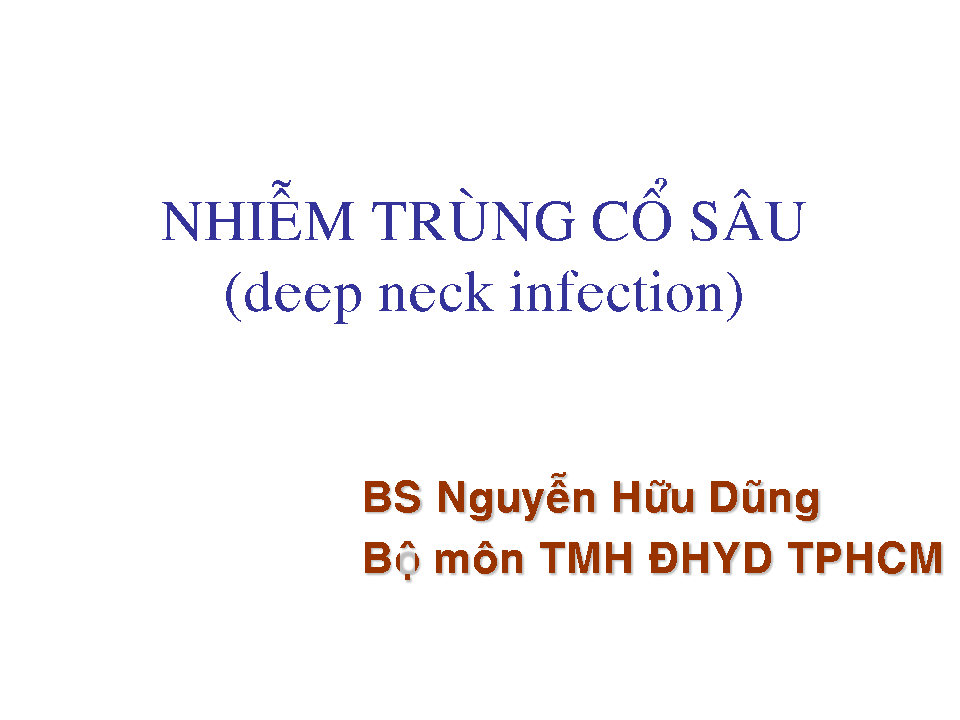 NHIỄM TRÙNG CỔ SÂU
(deep neck infection)
BS Nguyễn Hữu Dũng
Bộ môn TMH ĐHYD TPHCM